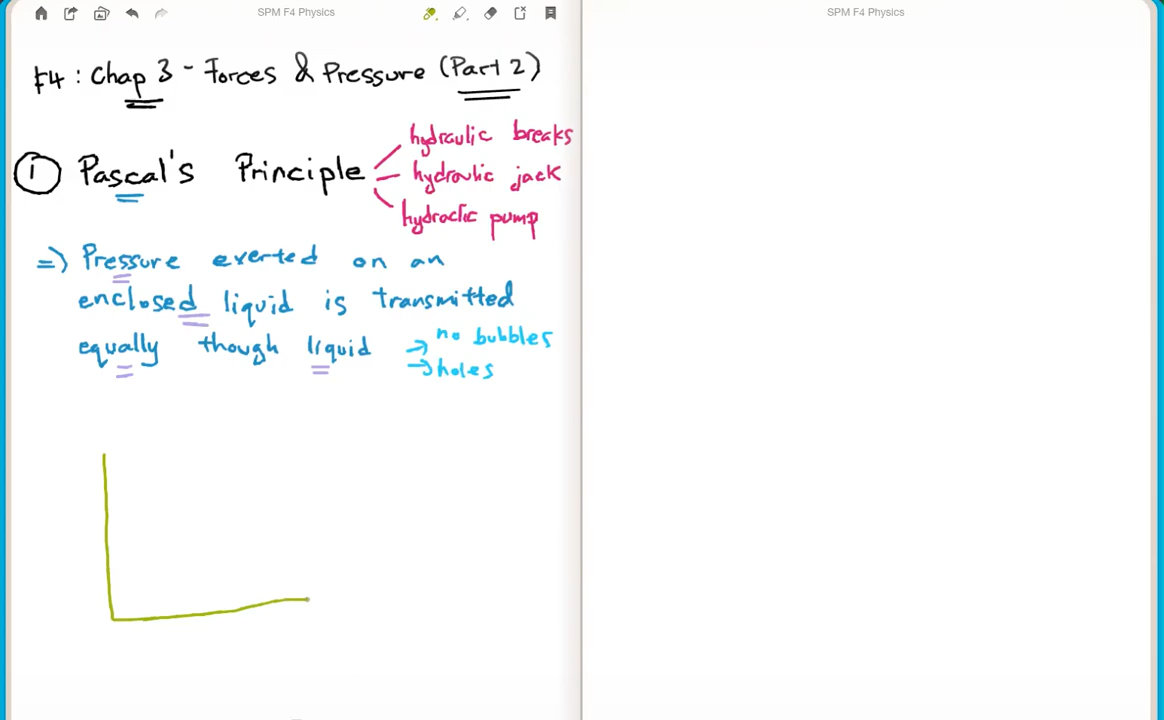 SPM F4 Physics
SPM F4 Physics
F4 : Chap 3 - Forces & Pressure (Part 2)
① Pascal's Principle
hydraulic breaks
hydraulic jack
hydraclic pump
=> Pressure exerted on an
enclosed liquid is transmitted
equally though liquid
→ no bubbles
→ holes